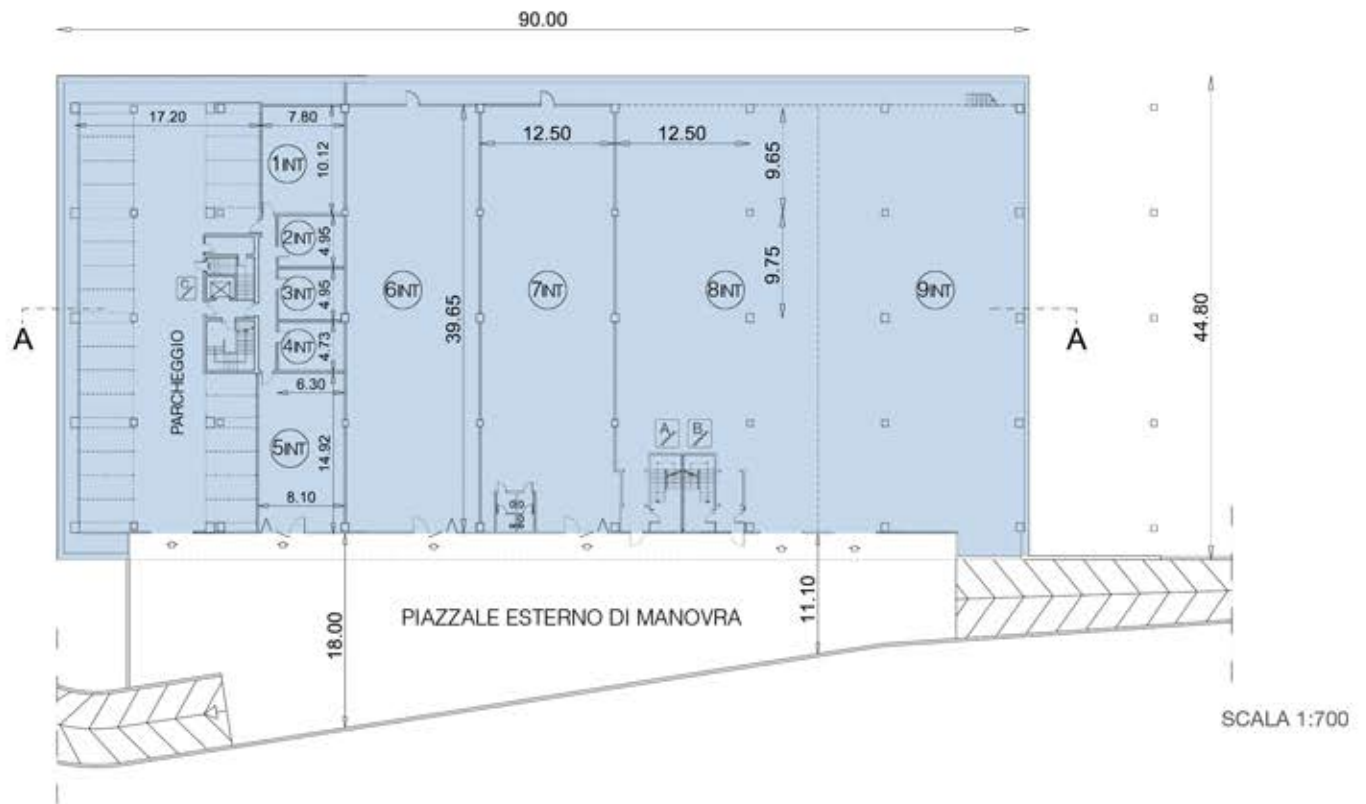 90.00
17.20
7.80
10.12
12.50
12.50
9.65
1INT
2INT
4.95
9.75
C
3INT
4.95
6INT
7INT
8INT
9INT
39.65
44.80
A
A
4INT
4.73
PARCHEGGIO
6.30
5INT
14.92
A
B
8.10
18.00
PIAZZALE ESTERNO DI MANOVRA
11.10
SCALA 1:700